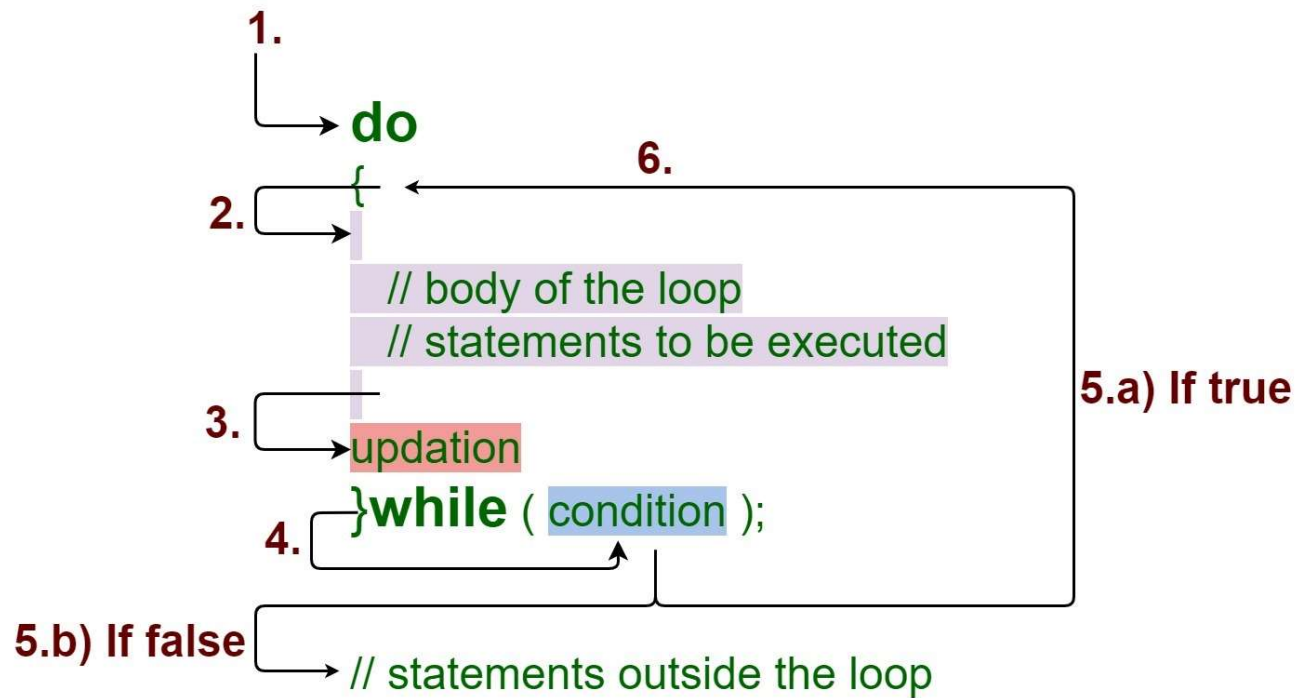 1.
do
6.
{
2.
// body of the loop
// statements to be executed
5.a) If true
3.
updation
}while ( condition );
4.
5.b) If false
// statements outside the loop